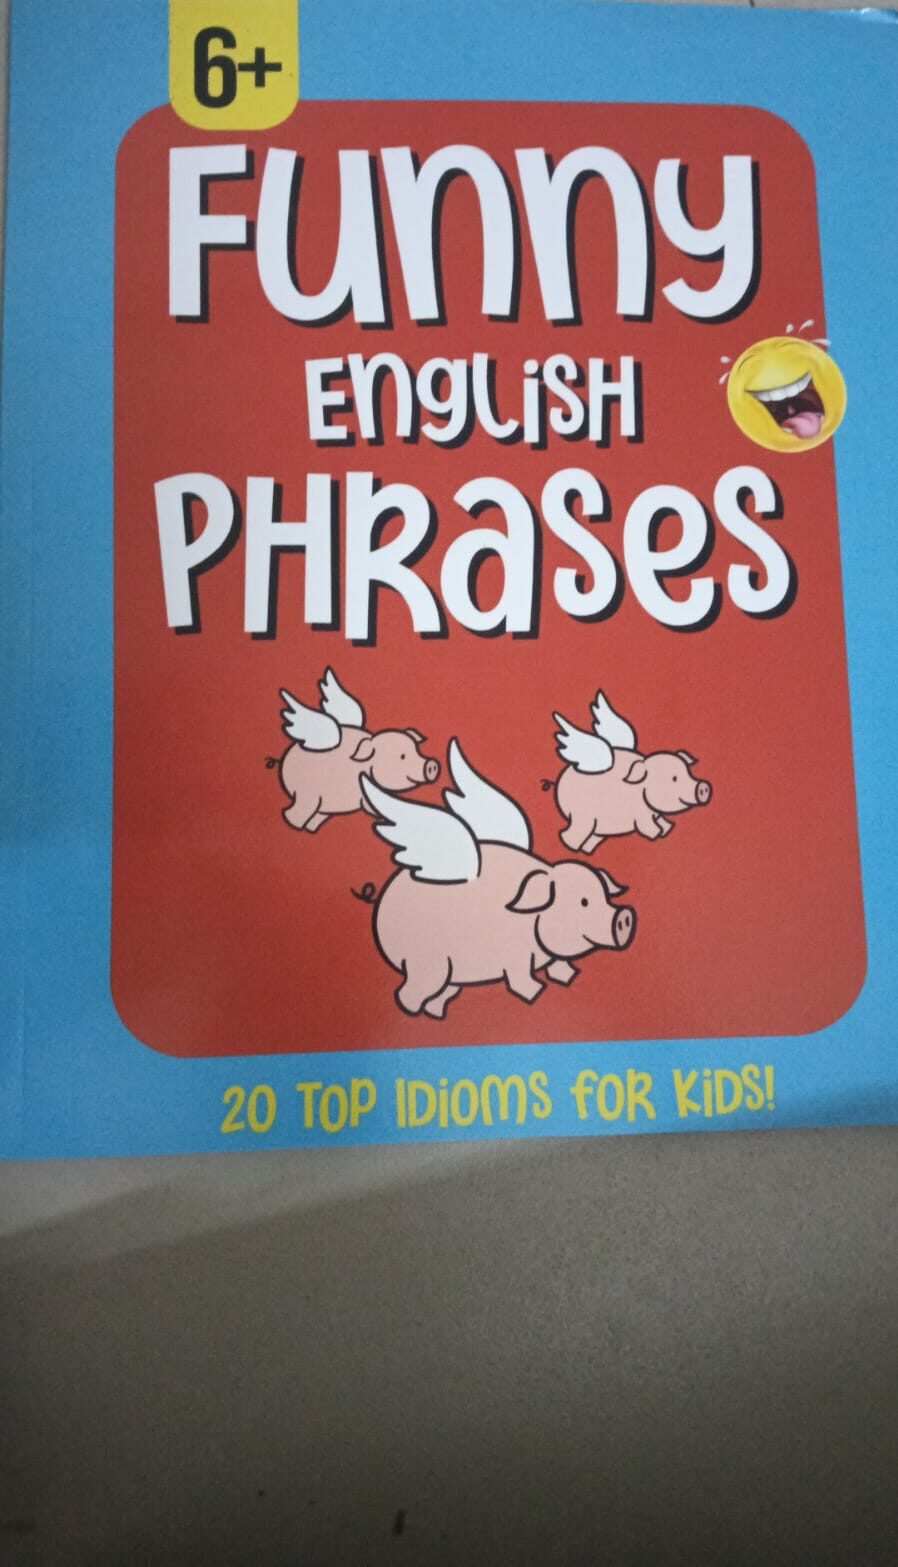 6+
Funny
English
Phrases
20 Top Idioms for Kids!